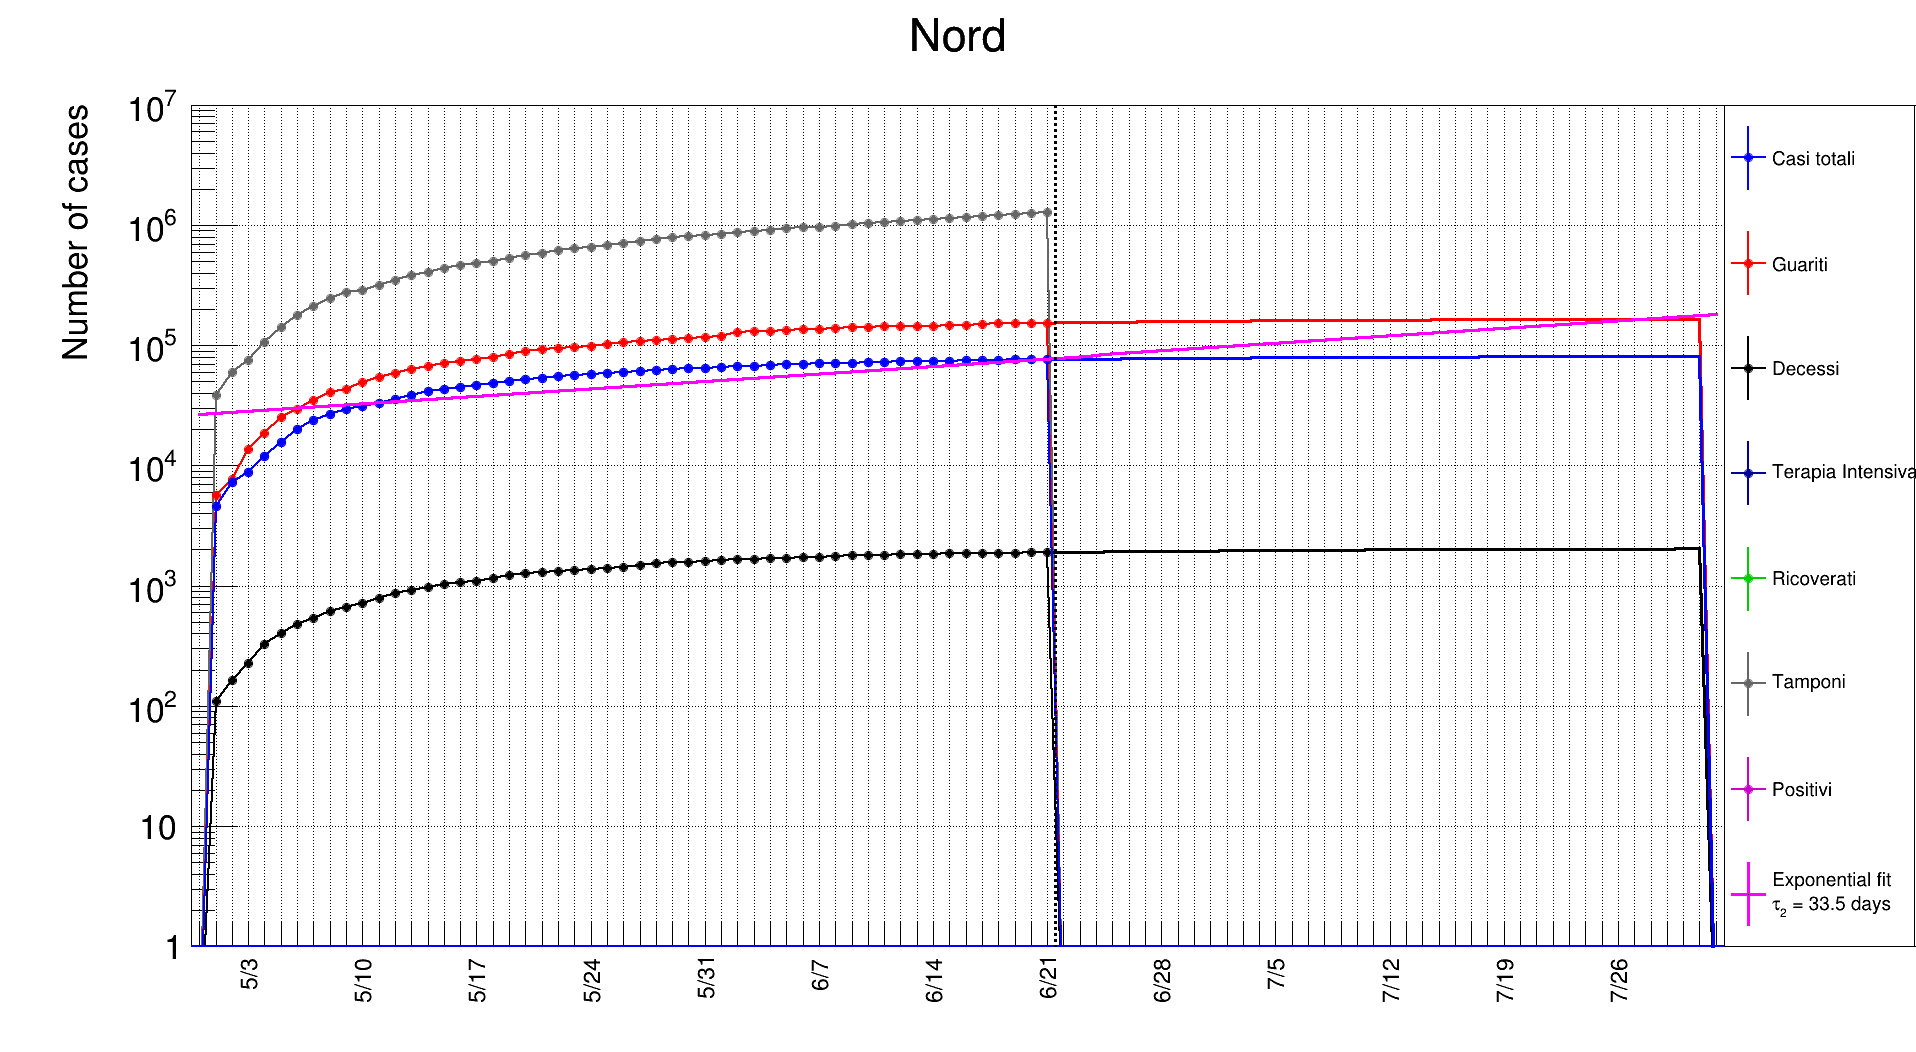 Nord
Number of cases
10^7
10^6
10^5
10^4
10^3
10^2
10
1
5/3 5/10 5/17 5/24 5/31 6/7 6/14 6/21 6/28 7/5 7/12 7/19 7/26
Casi totali
Guariti
Decessi
Terapia Intensiva
Ricoverati
Tamponi
Positivi
Exponential fit
τ_2 = 33.5 days